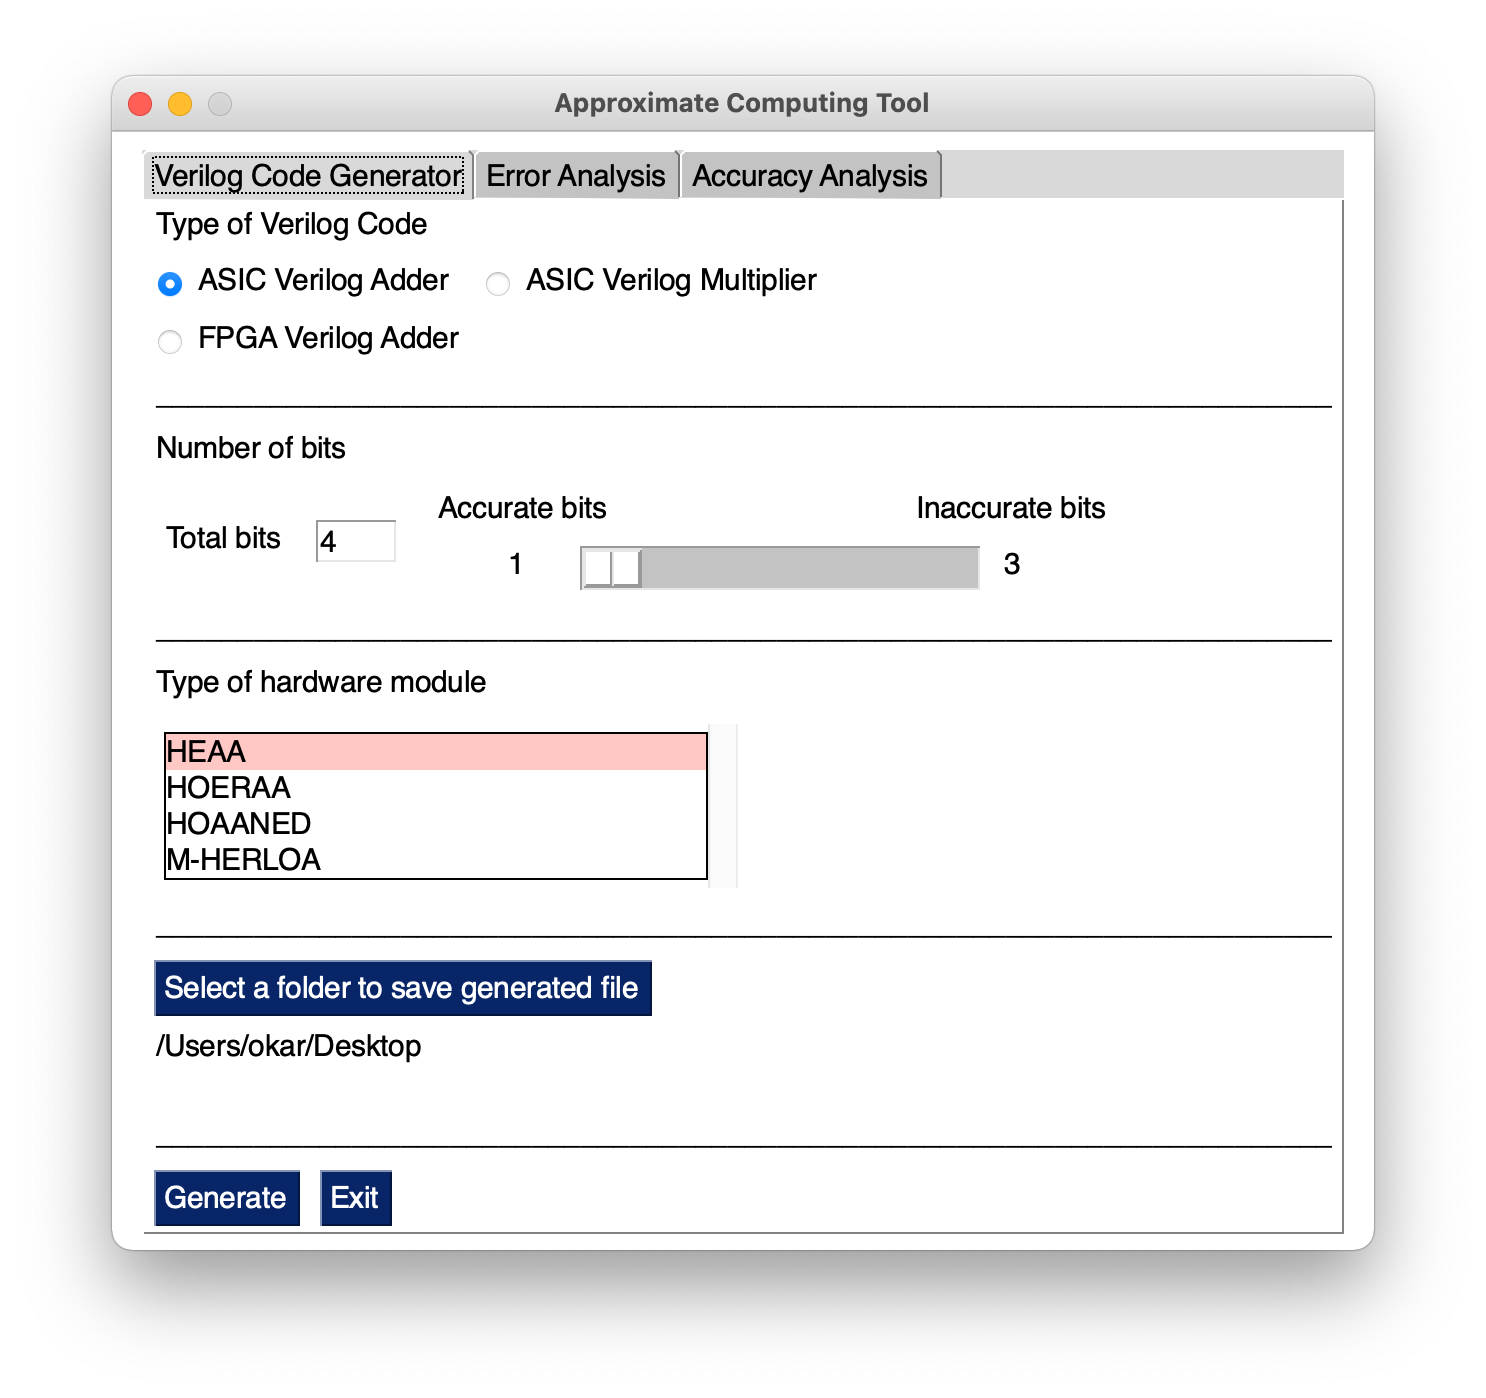 Approximate Computing Tool
Verilog Code Generator Error Analysis Accuracy Analysis
Type of Verilog Code
ASIC Verilog Adder ASIC Verilog Multiplier
FPGA Verilog Adder
Number of bits
Accurate bits Inaccurate bits
Total bits 4
1 3
Type of hardware module
HEAA
HOERAA
HOAANED
M-HERLOA
Select a folder to save generated file
/Users/okar/Desktop
Generate Exit